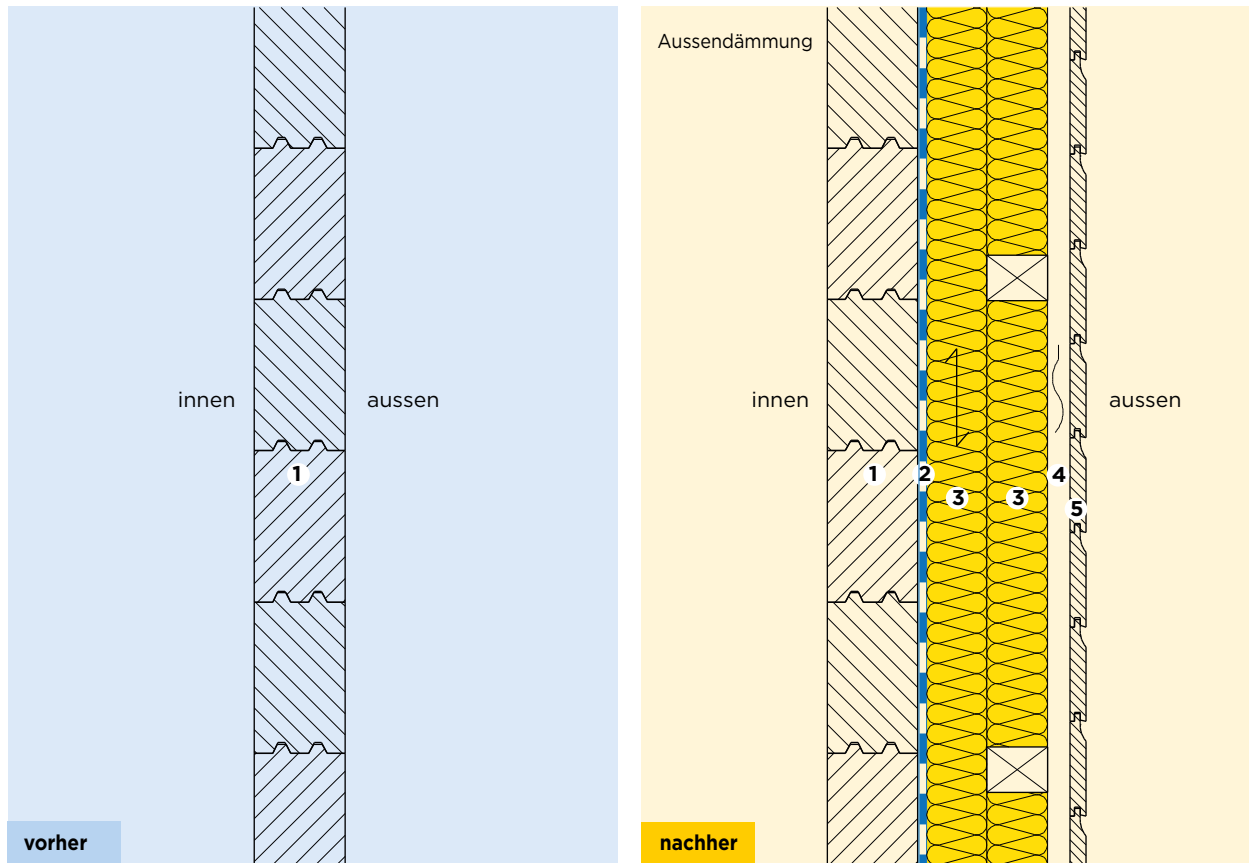 innen
aussen
1
vorher
Aussendämmung
innen
aussen
1
2
3
3
4
5
nachher